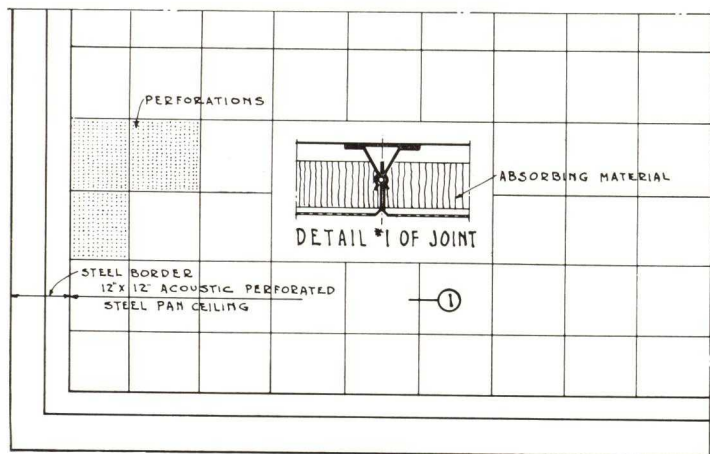 PERFORATIONS
ABSORBING MATERIAL
DETAIL #1 OF JOINT
STEEL BORDER
12"X 12" ACOUSTIC PERFORATED
STEEL PAN CEILING
1